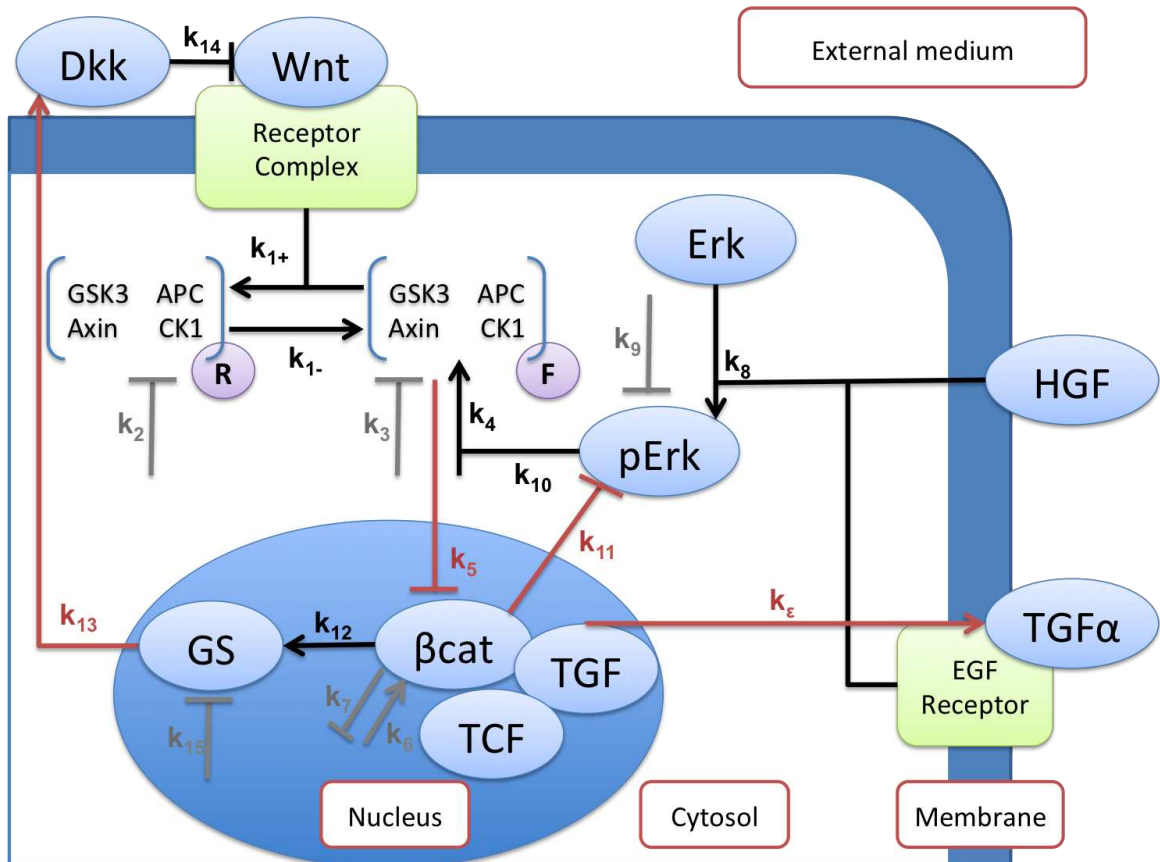 k14
Dkk
Wnt
External medium
Receptor
Complex
Erk
k1+
GSK3 APC
Axin CK1
R
GSK3 APC
Axin CK1
F
k1-
k9
k8
HGF
k2
k3
k4
pErk
k10
k11
k5
kε
k13
GS
k12
βcat
TGF
TGFα
EGF
Receptor
k7
k6
TCF
k15
Nucleus
Cytosol
Membrane